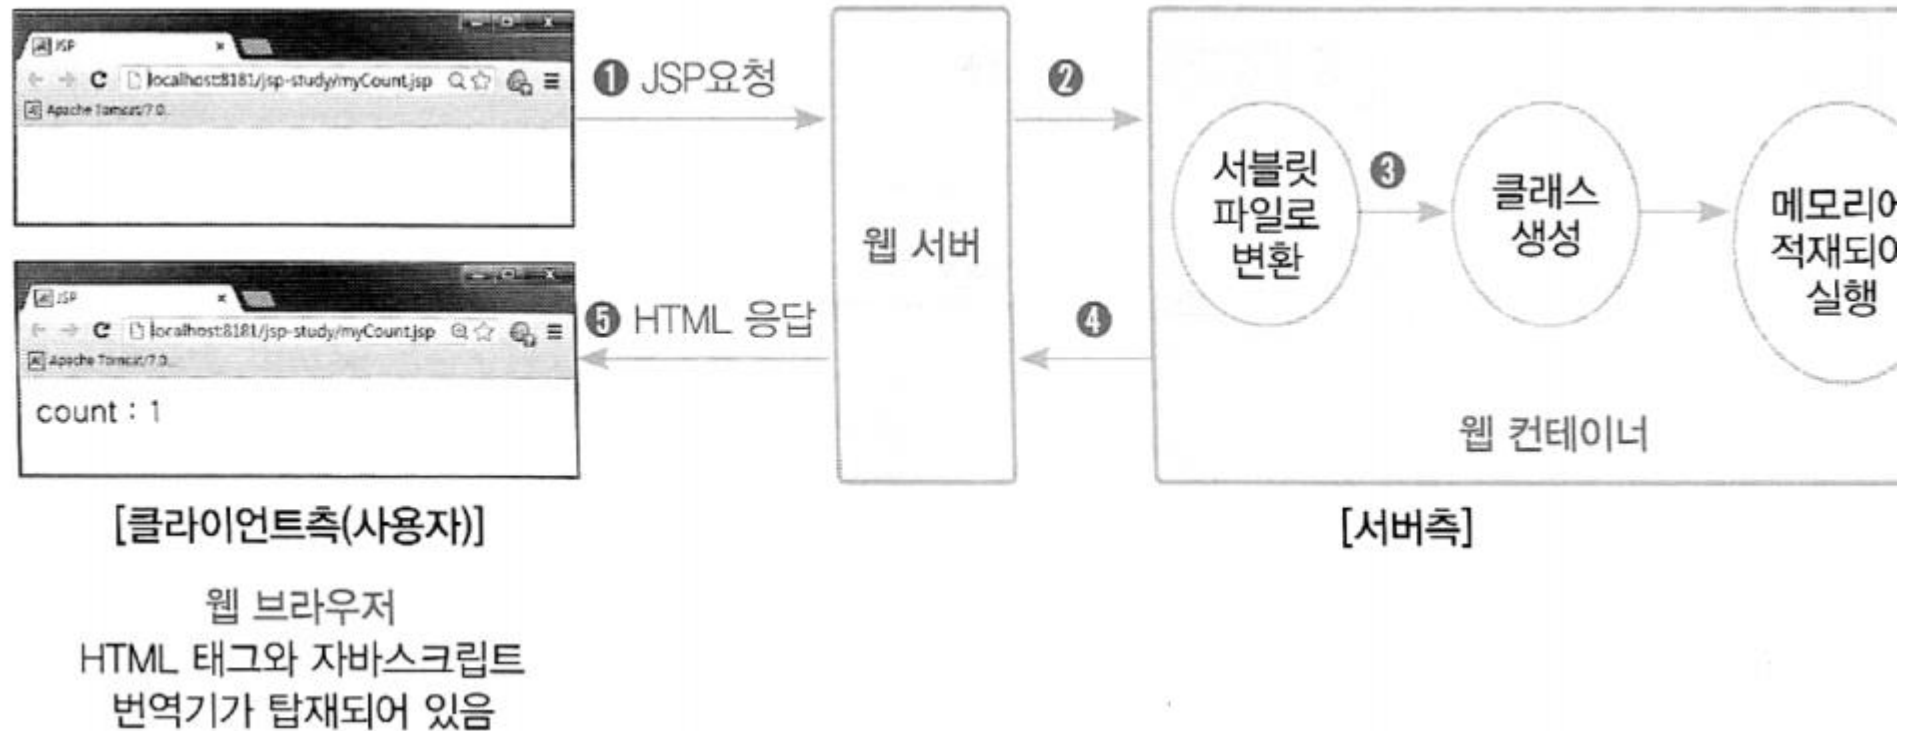 JSP
localhost:8181/jsp-study/myCount.jsp
Apache Tomcat/7.0...
❶ JSP요청
❷
서블릿
파일로
변환
❸
클래스
생성
메모리에
적재되어
실행
웹 서버
JSP
localhost:8181/jsp-study/myCount.jsp
Apache Tomcat/7.0...
count : 1
❺ HTML 응답
❹
웹 컨테이너
[클라이언트측(사용자)]
[서버측]
웹 브라우저
HTML 태그와 자바스크립트
번역기가 탑재되어 있음